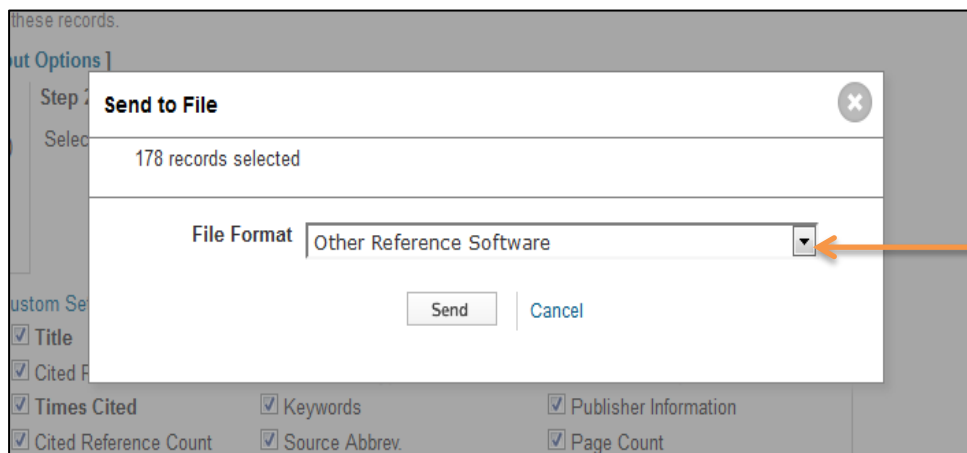 these records.
out Options ]
Step 2
Selec
Send to File
178 records selected
File Format Other Reference Software
Send Cancel
ustom Se
Title
Cited R
Times Cited Keywords Publisher Information
Cited Reference Count Source Abbrev. Page Count